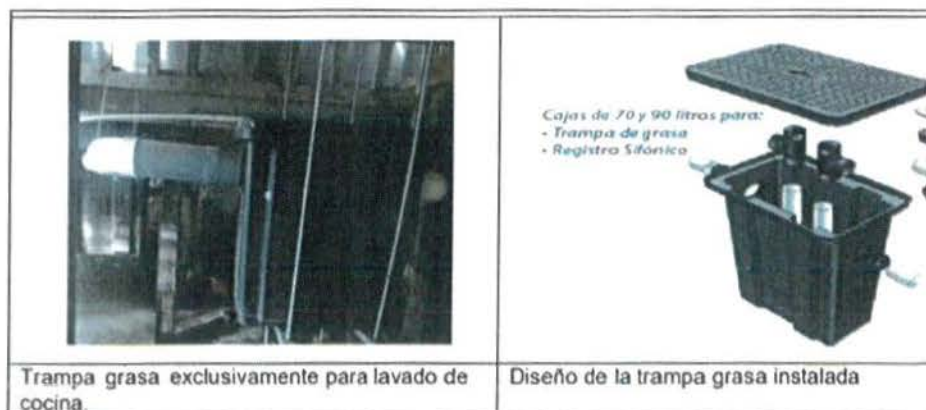 Cajas de 70 y 90 litros para:
- Trampa de grasa
- Registro Sifónico
Trampa grasa exclusivamente para lavado de
cocina.
Diseño de la trampa grasa instalada